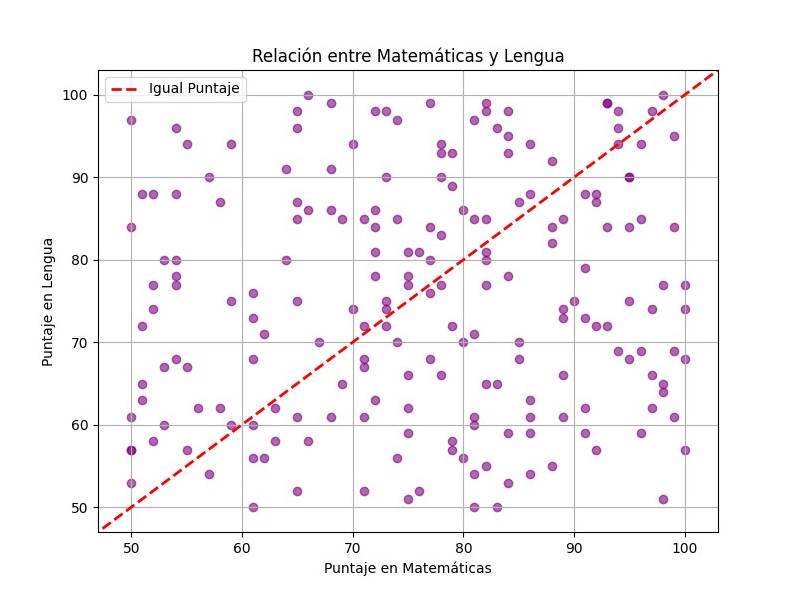 Relación entre Matemáticas y Lengua
Igual Puntaje
Puntaje en Lengua
100
90
80
70
60
50
50 60 70 80 90 100
Puntaje en Matemáticas